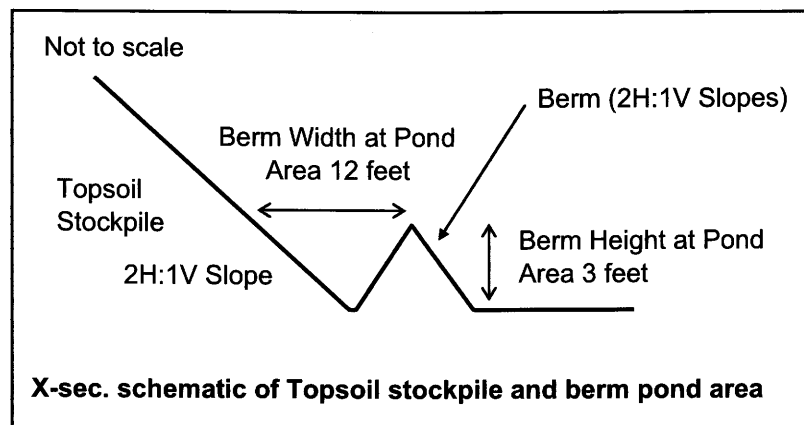 Not to scale
Berm (2H:1V Slopes)
Berm Width at Pond
Area 12 feet
Topsoil
Stockpile
2H:1V Slope
Berm Height at Pond
Area 3 feet
X-sec. schematic of Topsoil stockpile and berm pond area